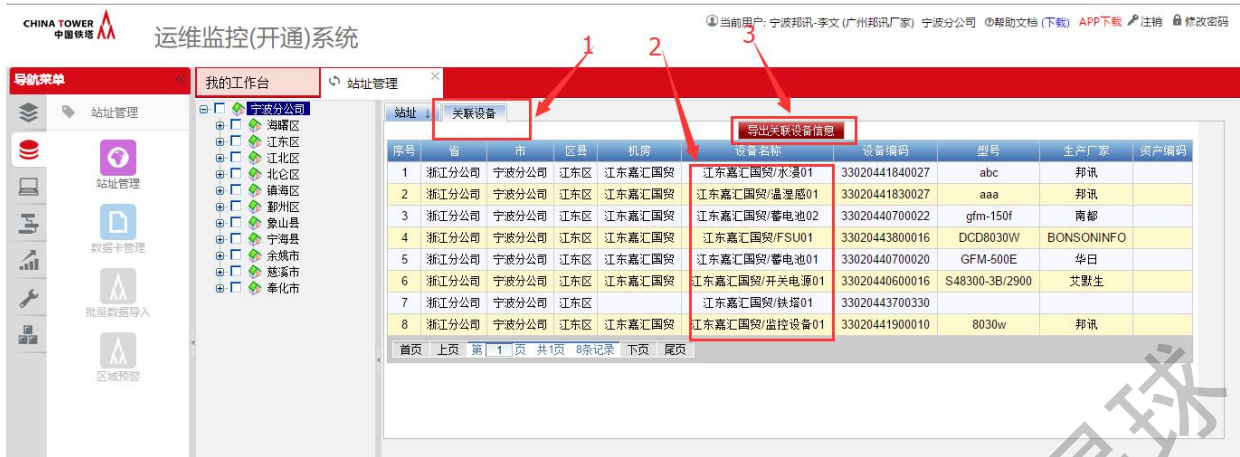 CHINA TOWER
中国铁塔
运维监控(开通)系统
当前用户: 宁波邦讯-李文 (广州邦讯厂家) 宁波分公司 帮助文档 (下载) APP下载 注销 修改密码
1 2 3
导航菜单 我的工作台 站址管理
站址管理
站址管理
数据卡管理
批量数据导入
区域预警
宁波分公司
海曙区
江东区
江北区
北仑区
镇海区
鄞州区
象山县
宁海县
余姚市
慈溪市
奉化市
站址 关联设备
导出关联设备信息
序号 省 市 区县 机房 设备名称 设备编码 型号 生产厂家 资产编码
1 浙江分公司 宁波分公司 江东区 江东嘉汇国贸 江东嘉汇国贸/水浸01 33020441840027 abc 邦讯
2 浙江分公司 宁波分公司 江东区 江东嘉汇国贸 江东嘉汇国贸/温湿感01 33020441830027 aaa 邦讯
3 浙江分公司 宁波分公司 江东区 江东嘉汇国贸 江东嘉汇国贸/蓄电池02 33020440700022 gfm-150f 南都
4 浙江分公司 宁波分公司 江东区 江东嘉汇国贸 江东嘉汇国贸/FSU01 33020443800016 DCD8030W BONSONINFO
5 浙江分公司 宁波分公司 江东区 江东嘉汇国贸 江东嘉汇国贸/蓄电池01 33020440700020 GFM-500E 华日
6 浙江分公司 宁波分公司 江东区 江东嘉汇国贸 江东嘉汇国贸/开关电源01 33020440600016 S48300-3B/2900 艾默生
7 浙江分公司 宁波分公司 江东区 江东嘉汇国贸/铁塔01 33020443700330
8 浙江分公司 宁波分公司 江东区 江东嘉汇国贸 江东嘉汇国贸/监控设备01 33020441900010 8030w 邦讯
首页 上页 第 1 页 共1页 8条记录 下页 尾页
星球